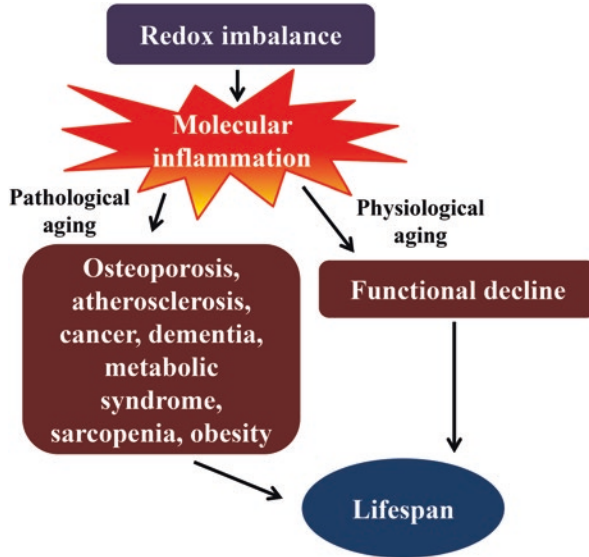 Redox imbalance
Molecular
inflammation
Pathological
aging
Physiological
aging
Osteoporosis,
atherosclerosis,
cancer, dementia,
metabolic
syndrome,
sarcopenia, obesity
Functional decline
Lifespan